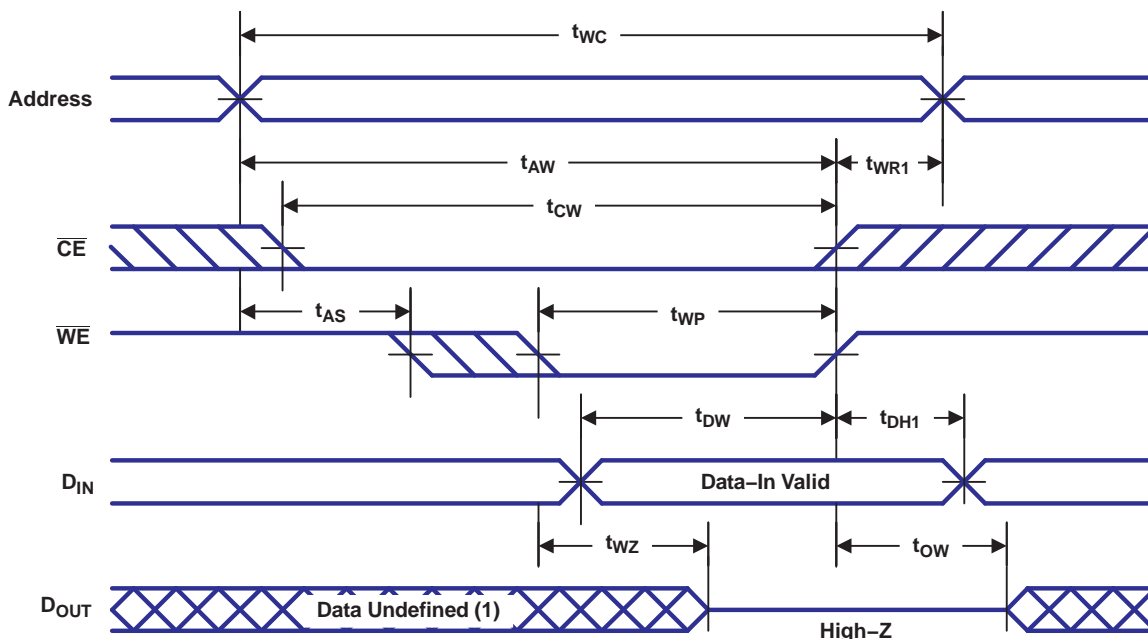 tWC
Address
tAW
tWR1
tCW
CE
tAS
tWP
WE
tDW
tDH1
DIN
Data–In Valid
tWZ
tOW
DOUT
Data Undefined (1)
High–Z